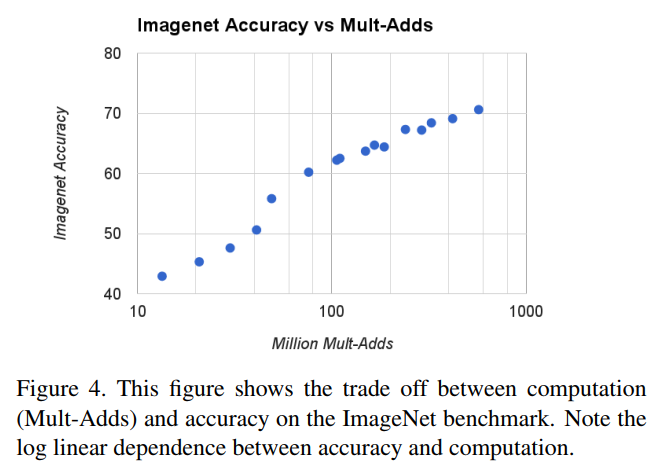 Imagenet Accuracy vs Mult-Adds
80
70
60
50
40
Imagenet Accuracy
10 100 1000
Million Mult-Adds
Figure 4. This figure shows the trade off between computation
(Mult-Adds) and accuracy on the ImageNet benchmark. Note the
log linear dependence between accuracy and computation.